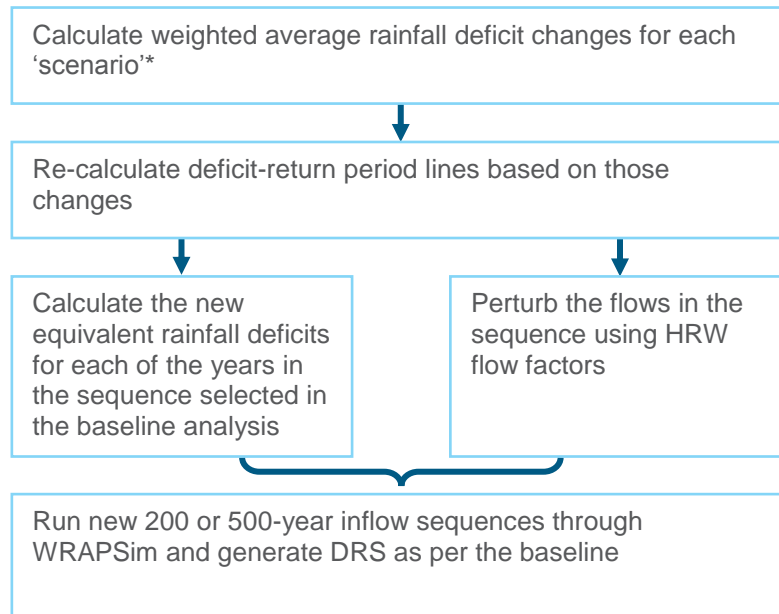 Calculate weighted average rainfall deficit changes for each
‘scenario’*
Re-calculate deficit-return period lines based on those
changes
Calculate the new
equivalent rainfall deficits
for each of the years in
the sequence selected in
the baseline analysis
Perturb the flows in the
sequence using HRW
flow factors
Run new 200 or 500-year inflow sequences through
WRAPSim and generate DRS as per the baseline